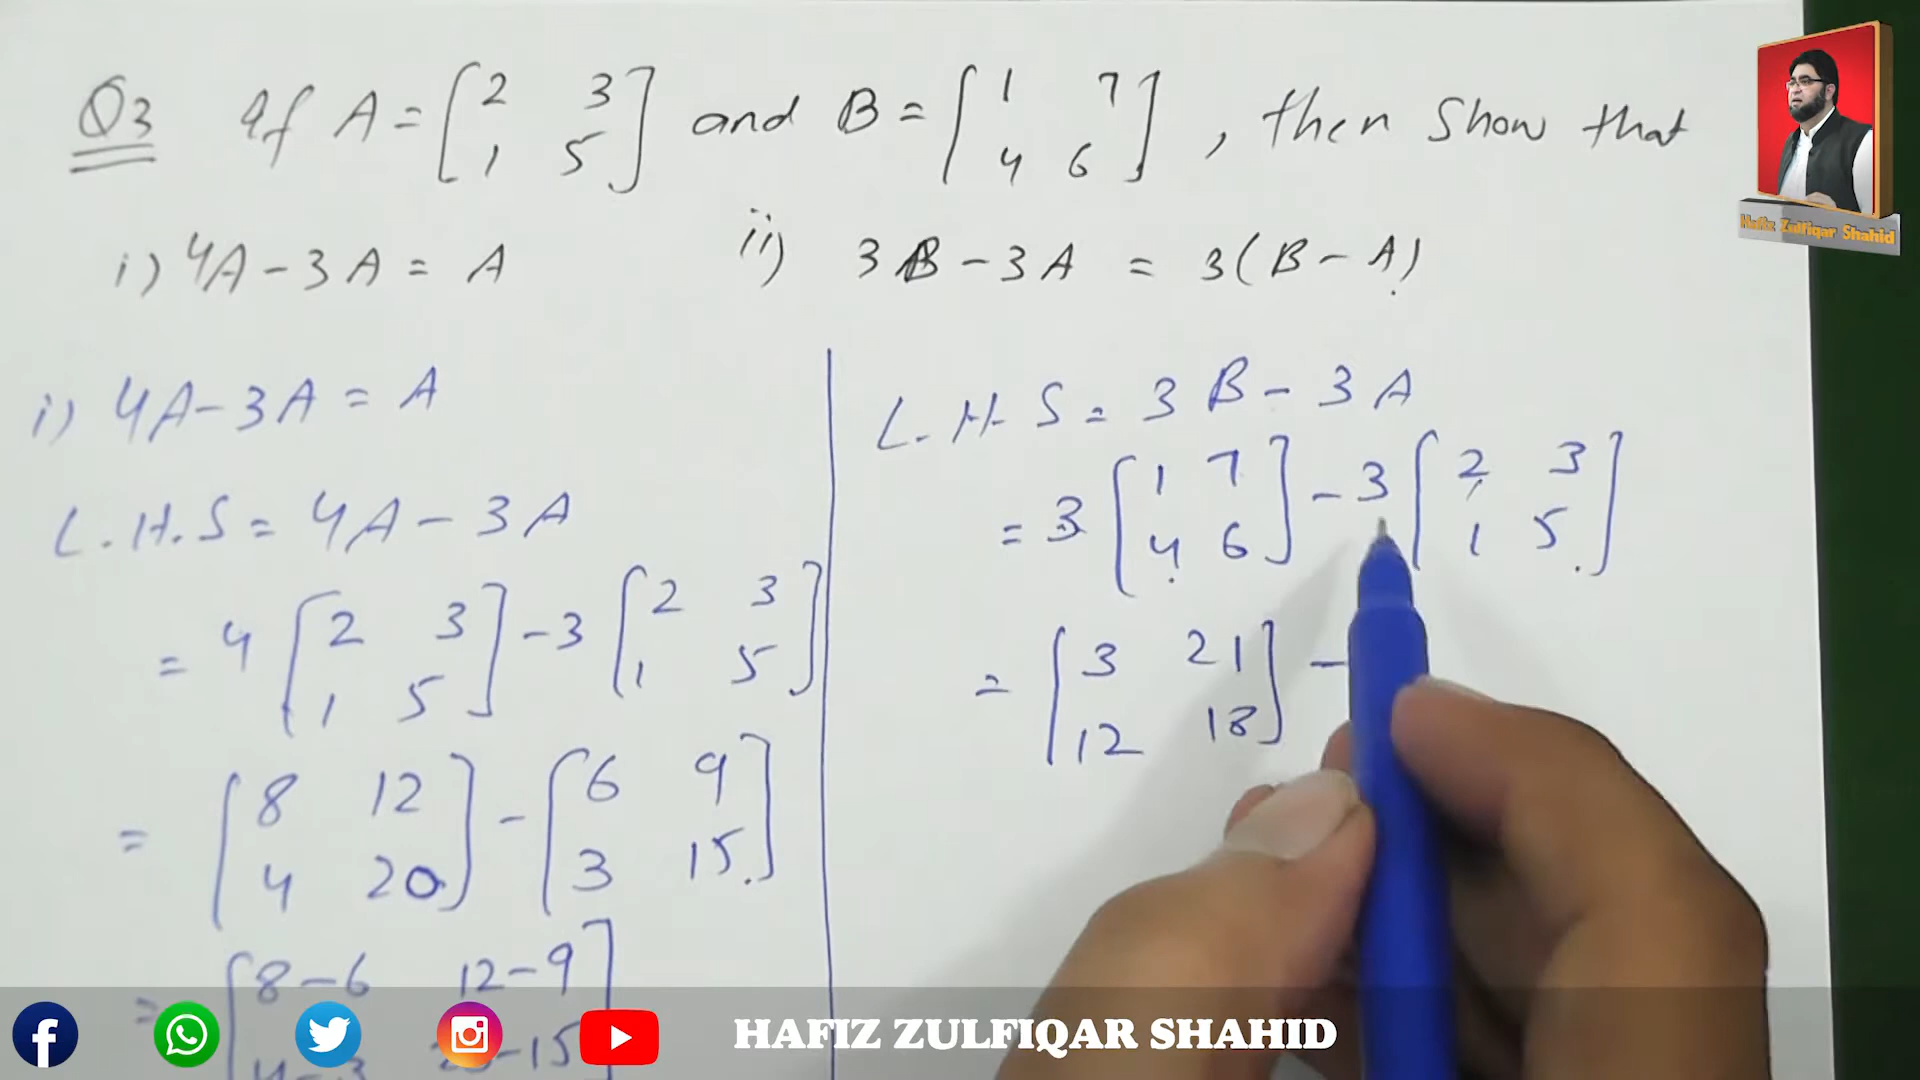 Q3 If A = [2 3 and B = [1 7 , then show that
1 5] 4 6]
i) 4A - 3A = A ii) 3B - 3A = 3(B - A)
i) 4A - 3A = A
L.H.S = 4A - 3A
= 4 [2 3 - 3 [2 3
1 5] 1 5]
= [8 12 - [6 9
4 20] 3 15]
= [8-6 12-9
4-3 -15]
L.H.S = 3B - 3A
= 3 [1 7 - 3 [2 3
4 6] 1 5]
= [3 21 -
12 18]
Hafiz Zulfiqar Shahid
HAFIZ ZULFIQAR SHAHID